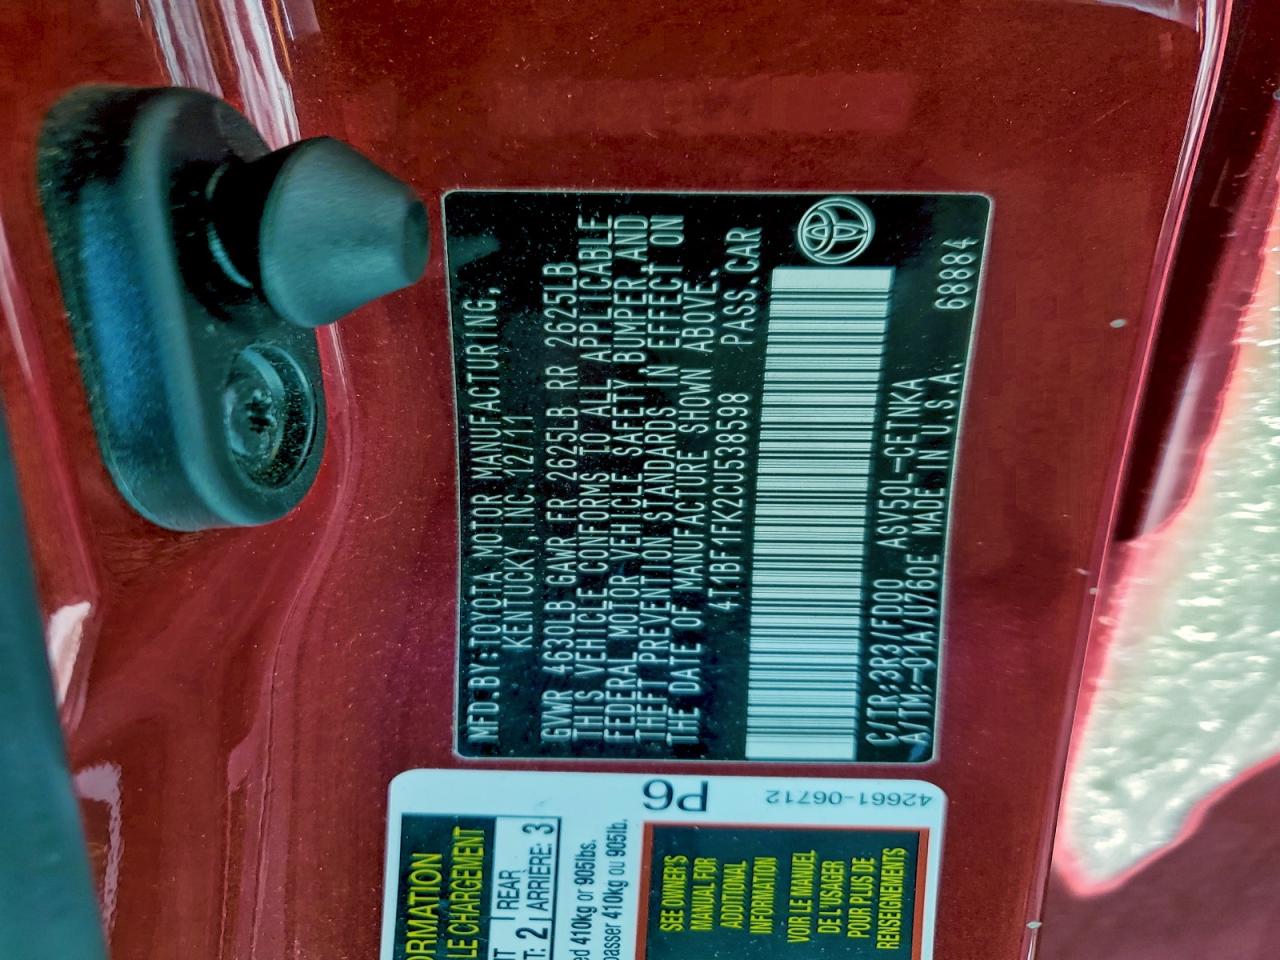 MFD.BY:TOYOTA MOTOR MANUFACTURING,
KENTUCKY INC.12/11
GVWR 4630LB GAWR FR 2625LB RR 2625LB
THIS VEHICLE CONFORMS TO ALL APPLICABLE
FEDERAL MOTOR VEHICLE SAFETY,BUMPER,AND
THEFT PREVENTION STANDARDS IN EFFECT ON
THE DATE OF MANUFACTURE SHOWN ABOVE.
4T1BF1FK2CU538598 PASS.CAR
C/TR:3R3/FD00 ASV50L-CETNKA
A/TM:-01A/U760E MADE IN U.S.A. 68884
P6
42661-06712
ORMATION
LE CHARGEMENT
REAR
2 ARRIÈRE: 3
ed 410kg or 905lbs.
passer 410kg ou 905lb.
SEE OWNER'S
MANUAL FOR
ADDITIONAL
INFORMATION
VOIR LE MANUEL
DE L'USAGER
POUR PLUS DE
RENSEIGNEMENTS